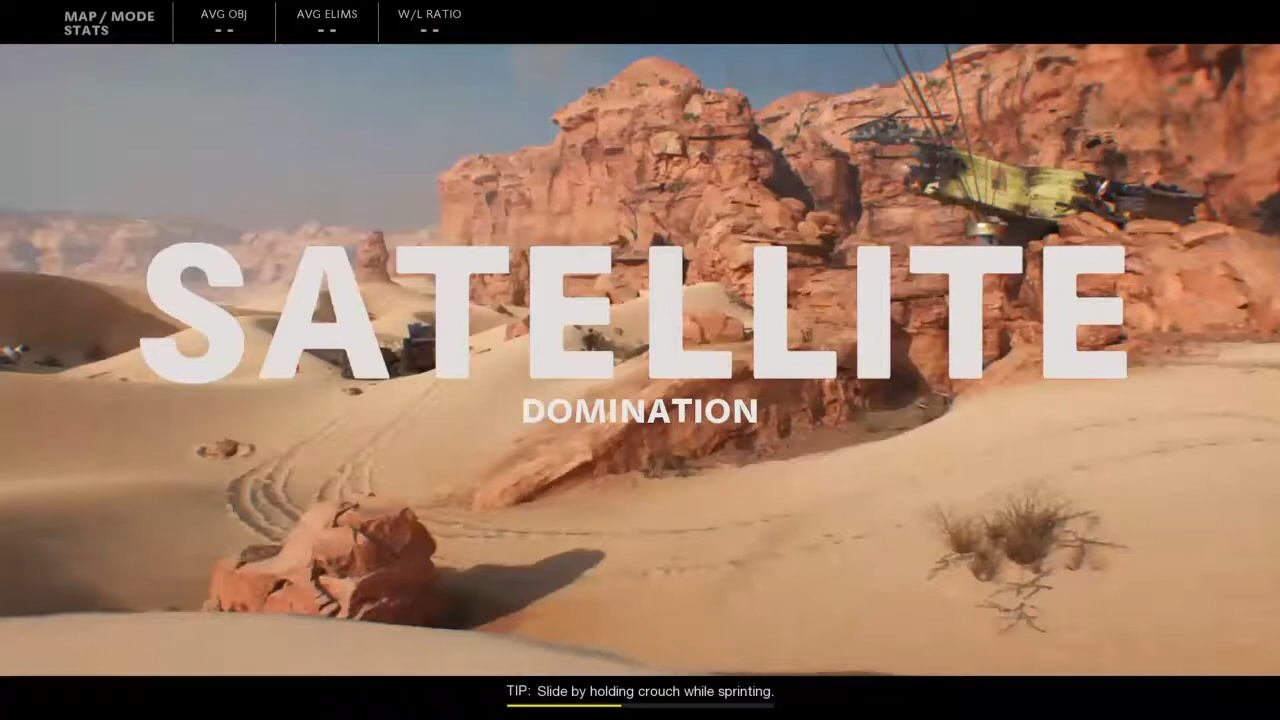 MAP / MODE
STATS
AVG OBJ
--
AVG ELIMS
--
W/L RATIO
--
SATELLITE
DOMINATION
TIP: Slide by holding crouch while sprinting.